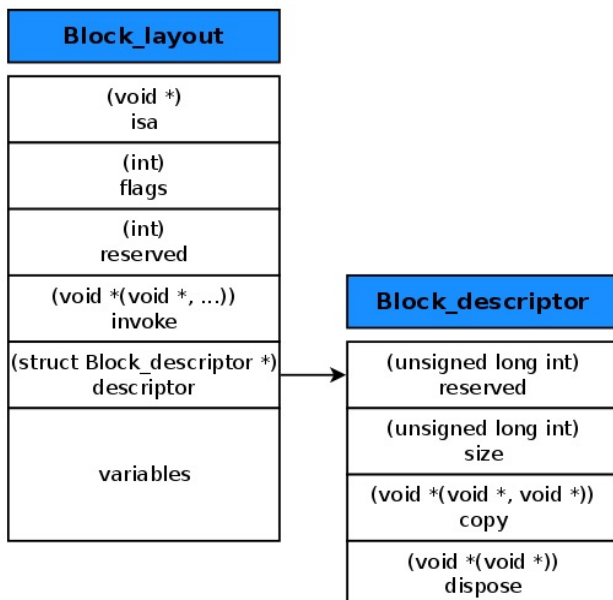 Block_layout
(void *)
isa
(int)
flags
(int)
reserved
(void *(void *, ...))
invoke
(struct Block_descriptor *)
descriptor
variables
Block_descriptor
(unsigned long int)
reserved
(unsigned long int)
size
(void *(void *, void *))
copy
(void *(void *))
dispose